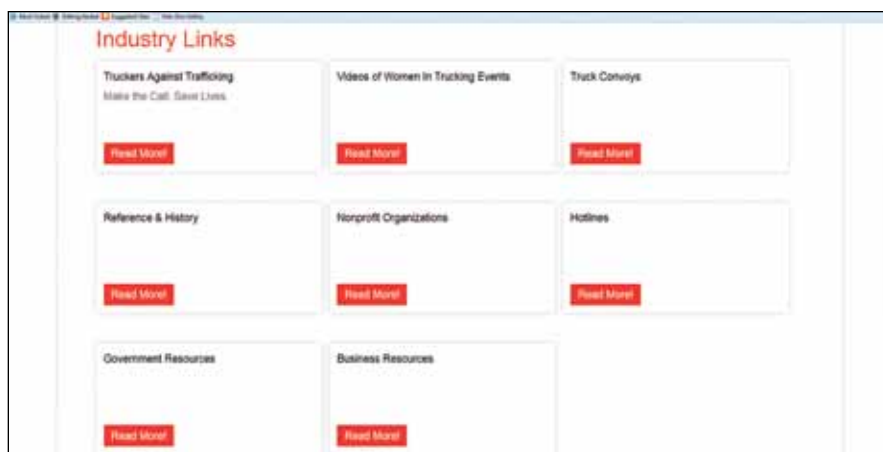 Industry Links
Truckers Against Trafficking
Make the Call. Save Lives.
Read More!
Videos of Women In Trucking Events
Read More!
Truck Convoys
Read More!
Reference & History
Read More!
Nonprofit Organizations
Read More!
Hotlines
Read More!
Government Resources
Read More!
Business Resources
Read More!